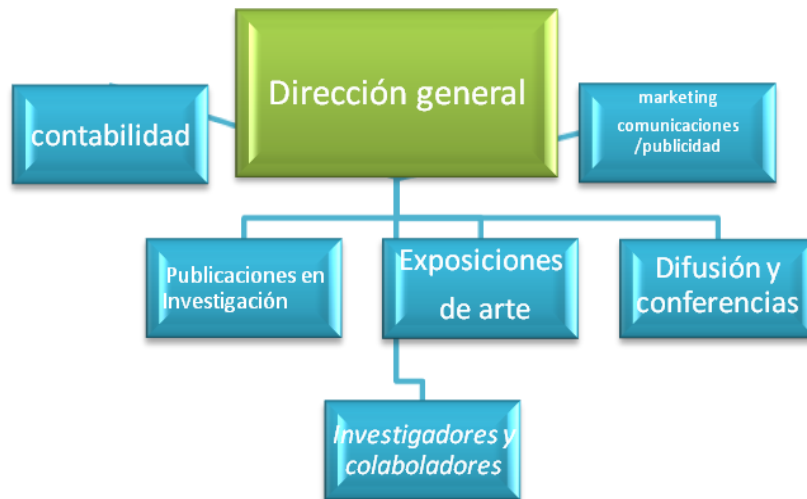 Dirección general
contabilidad
marketing
comunicaciones
/publicidad
Publicaciones en
Investigación
Exposiciones
de arte
Difusión y
conferencias
Investigadores y
colaboladores